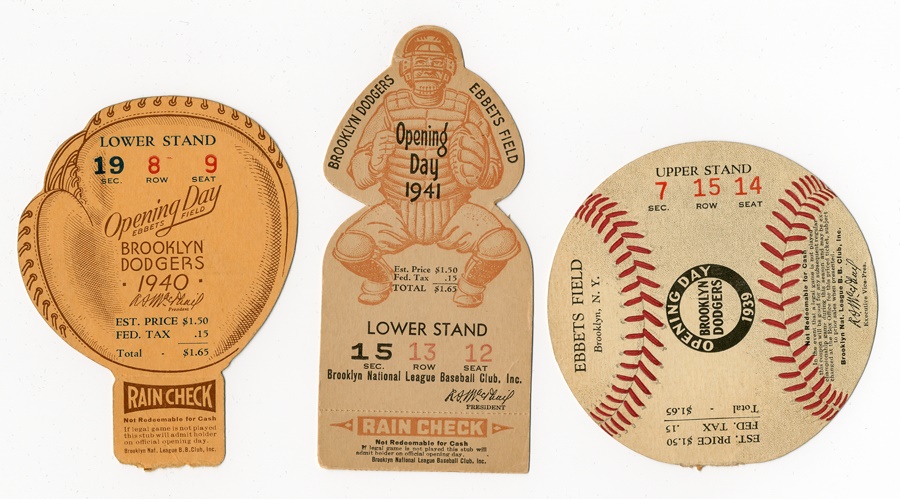 LOWER STAND
19 8 9
SEC. ROW SEAT
Opening Day
EBBETS FIELD
BROOKLYN
DODGERS
• 1940 •
President
EST. PRICE $1.50
FED. TAX .15
Total - $1.65
RAIN CHECK
Not Redeemable for Cash
If legal game is not played
this stub will admit holder
on official opening day.
Brooklyn Nat. League B.B. Club, Inc.
BROOKLYN DODGERS
EBBETS FIELD
Opening
Day
1941
Est. Price $1.50
Fed. Tax .15
TOTAL $1.65
LOWER STAND
15 13 12
SEC. ROW SEAT
Brooklyn National League Baseball Club, Inc.
PRESIDENT
RAIN CHECK
Not Redeemable for Cash
If legal game is not played this stub will
admit holder on official opening day.
Brooklyn National League Baseball Club, Inc.
UPPER STAND
7 15 14
SEC. ROW SEAT
EBBETS FIELD
Brooklyn, N. Y.
OPENING DAY
BROOKLYN
DODGERS
1939
Not Redeemable for Cash
Brooklyn Nat. League B. B. Club, Inc.
Executive Vice-Pres.
EST. PRICE $1.50
FED. TAX .15
Total - $1.65